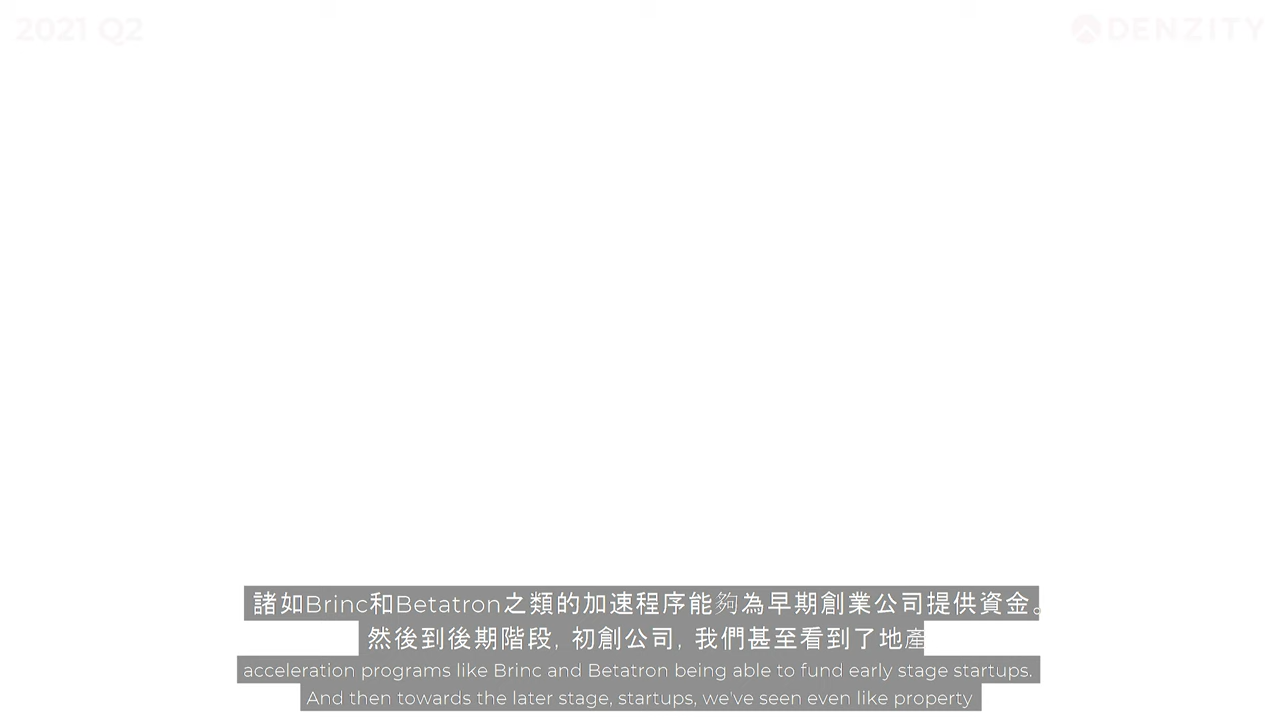 2021 Q2
DENZITY
諸如Brinc和Betatron之類的加速程序能夠為早期創業公司提供資金。
然後到後期階段, 初創公司, 我們甚至看到了地產
acceleration programs like Brinc and Betatron being able to fund early stage startups.
And then towards the later stage, startups, we've seen even like property